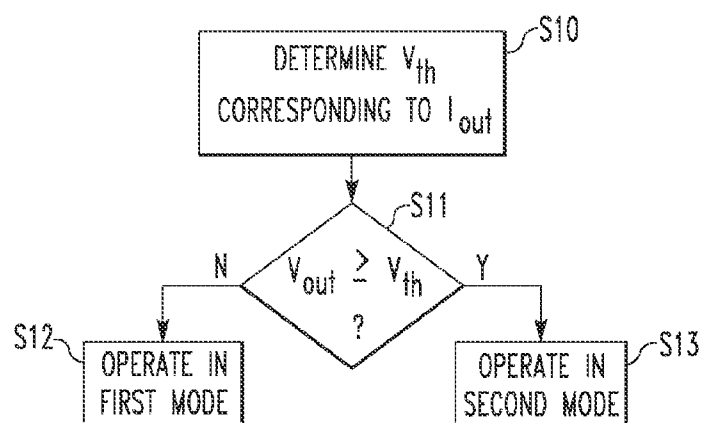 S10
DETERMINE Vth
CORRESPONDING TO Iout
S11
N
Vout ≥ Vth
Y
?
S12
OPERATE IN
FIRST MODE
OPERATE IN
SECOND MODE
S13